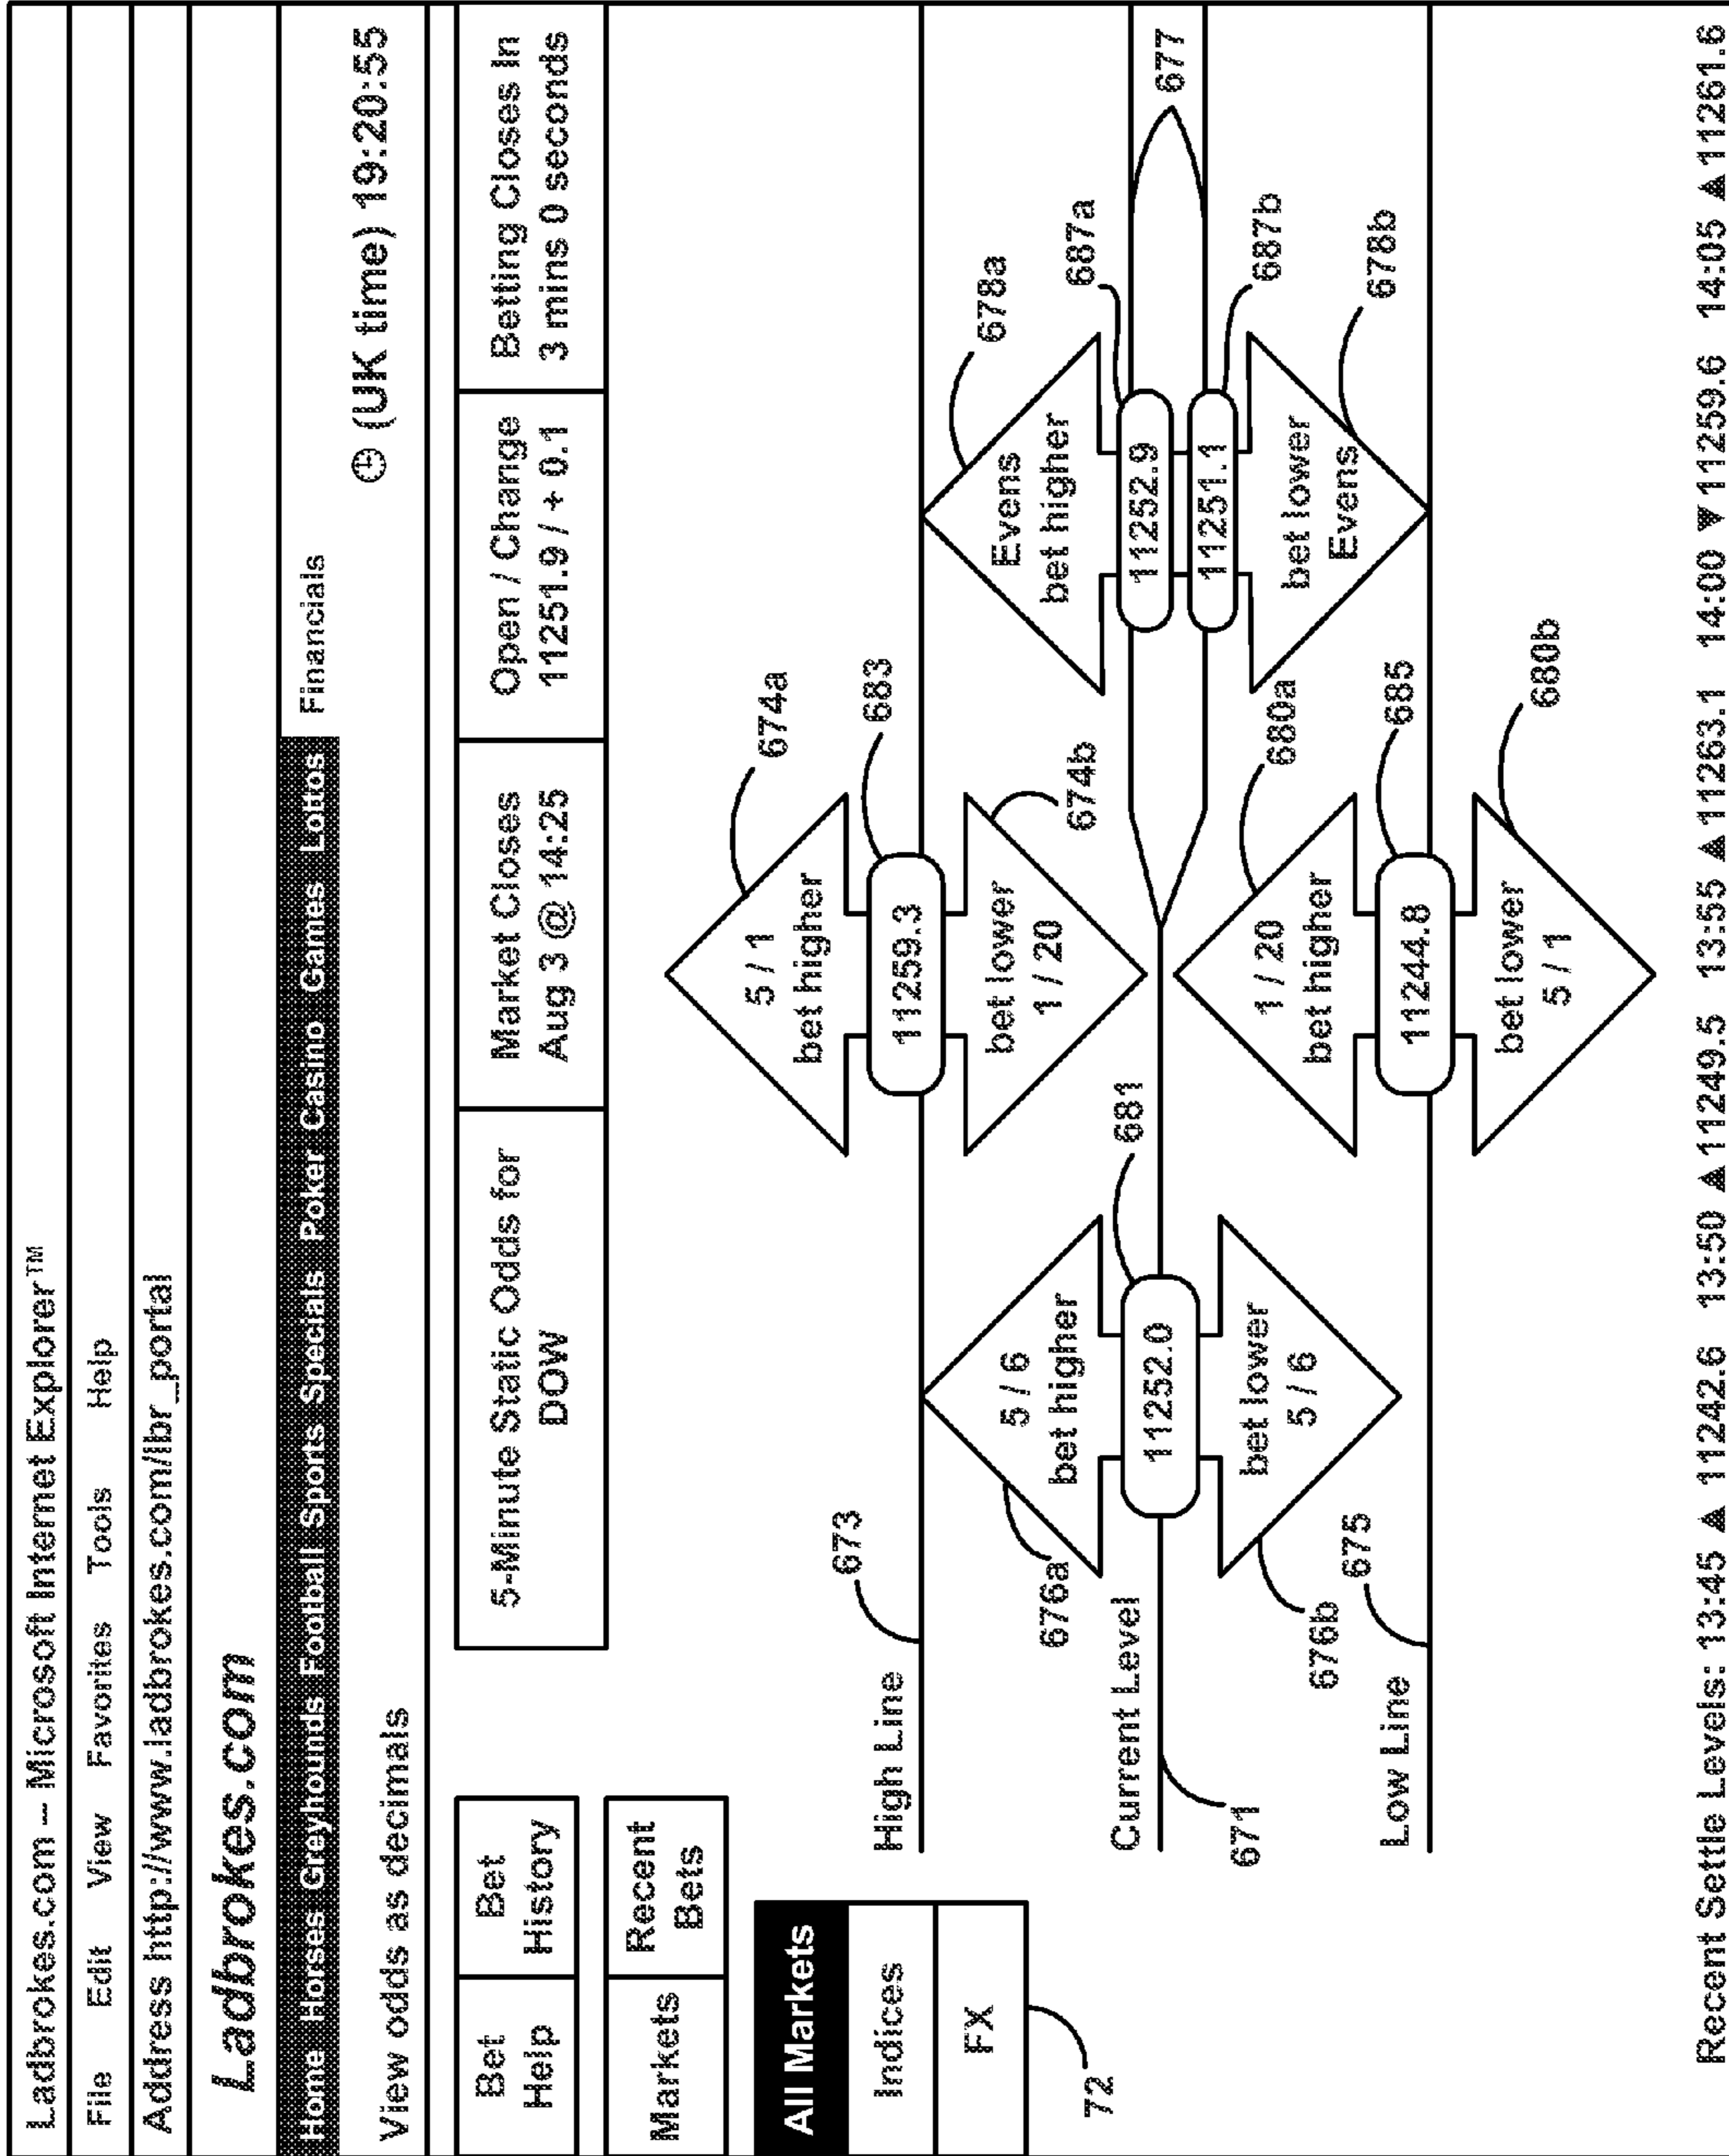 Ladbrokes.com -- Microsoft Internet Explorer™
File Edit View Favorites Tools Help
Address http://www.ladbrokes.com/lbr_portal
Ladbrokes.com
Home Horses Greyhounds Football Sports Specials Poker Casino Games Lottos Financials
View odds as decimals
(UK time) 19:20:55
Bet Help
Bet History
Markets
Recent Bets
All Markets
Indices
FX
72
5-Minute Static Odds for
DOW
Market Closes
Aug 3 @ 14:25
Open / Change
11251.9 / + 0.1
Betting Closes In
3 mins 0 seconds
High Line
673
5 / 1
bet higher
674a
11259.3
683
bet lower
1 / 20
674b
Evens
bet higher
678a
11252.9
687a
11251.1
687b
bet lower
Evens
678b
677
Current Level
671
5 / 6
bet higher
676a
11252.0
681
bet lower
5 / 6
676b
1 / 20
bet higher
680a
11244.8
685
bet lower
5 / 1
680b
Low Line
675
Recent Settle Levels: 13:45 ▲ 11242.6 13:50 ▲11249.5 13:55 ▲11263.1 14:00 ▼11259.6 14:05 ▲11261.6